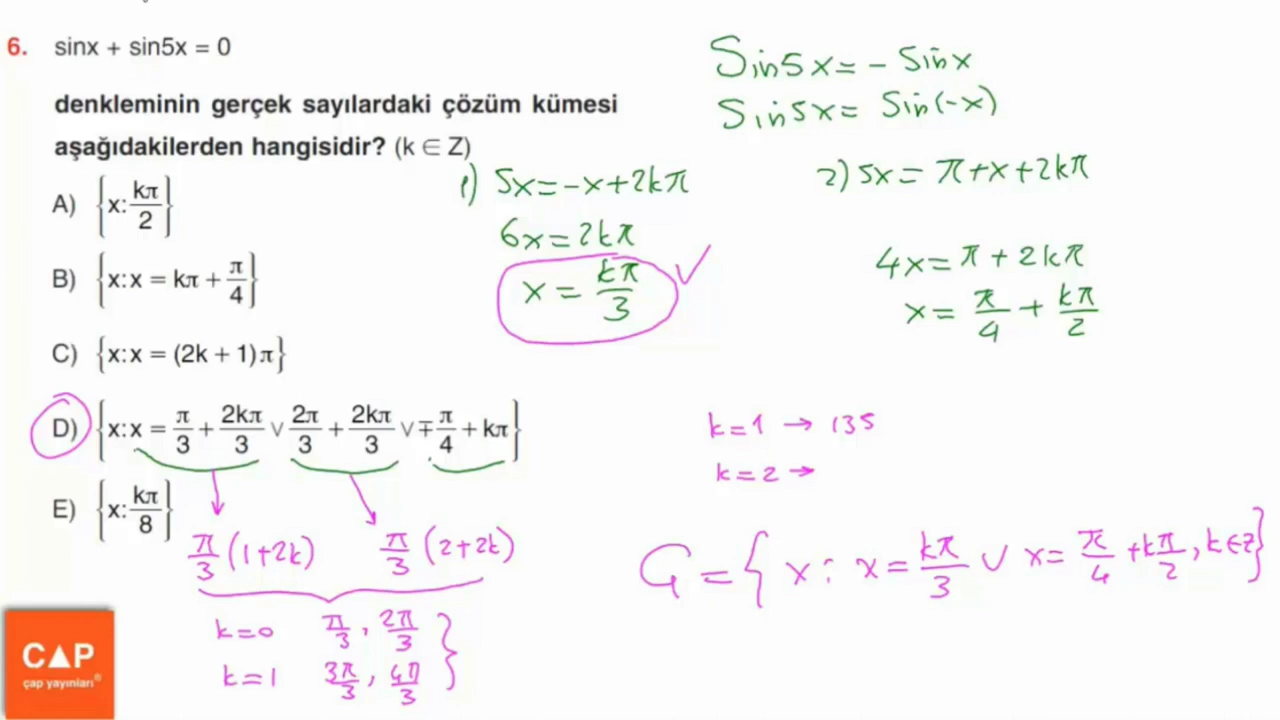 6. sinx + sin5x = 0
denkleminin gerçek sayılardaki çözüm kümesi
aşağıdakilerden hangisidir? (k ∈ Z)
A) {x: kπ/2}
B) {x: x = kπ + π/4}
C) {x: x = (2k + 1)π}
D) {x: x = π/3 + 2kπ/3 ∨ 2π/3 + 2kπ/3 ∨ ∓π/4 + kπ}
E) {x: kπ/8}
π/3 (1+2k) π/3 (2+2k)
k=0 π/3, 2π/3
k=1 3π/3, 4π/3 }
Sin5x = - Sinx
Sin5x = Sin(-x)
1) 5x = -x + 2kπ
6x = 2kπ
x = kπ/3 ✓
2) 5x = π + x + 2kπ
4x = π + 2kπ
x = π/4 + kπ/2
k=1 → 135
k=2 →
Ç = { x : x = kπ/3 ∨ x = π/4 + kπ/2, k∈Z }
ÇAP
çap yayınları®